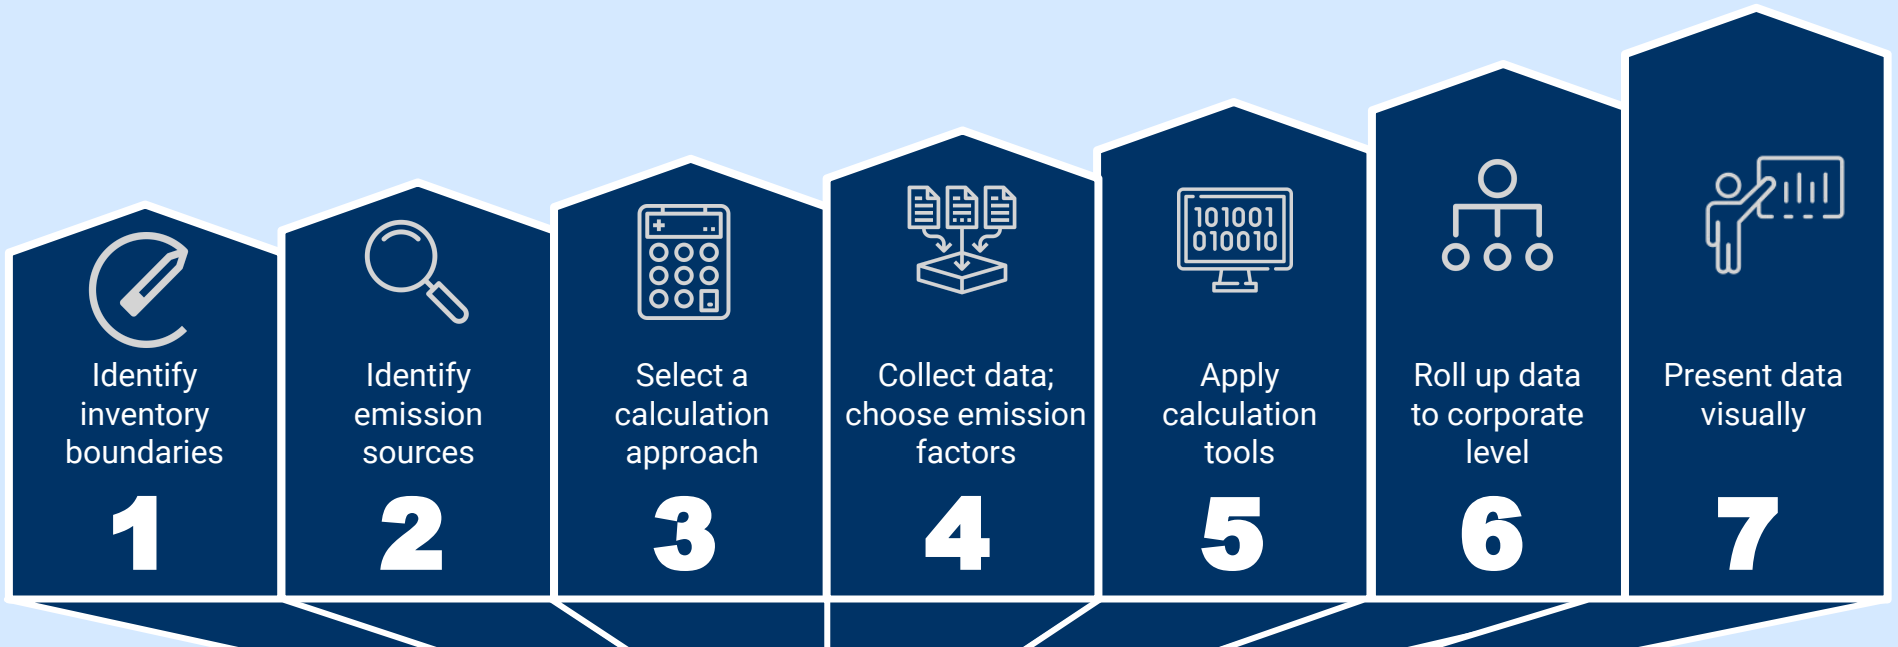 Identify
inventory
boundaries
1
Identify
emission
sources
2
Select a
calculation
approach
3
Collect data;
choose emission
factors
4
101001
010010
Apply
calculation
tools
5
Roll up data
to corporate
level
6
Present data
visually
7